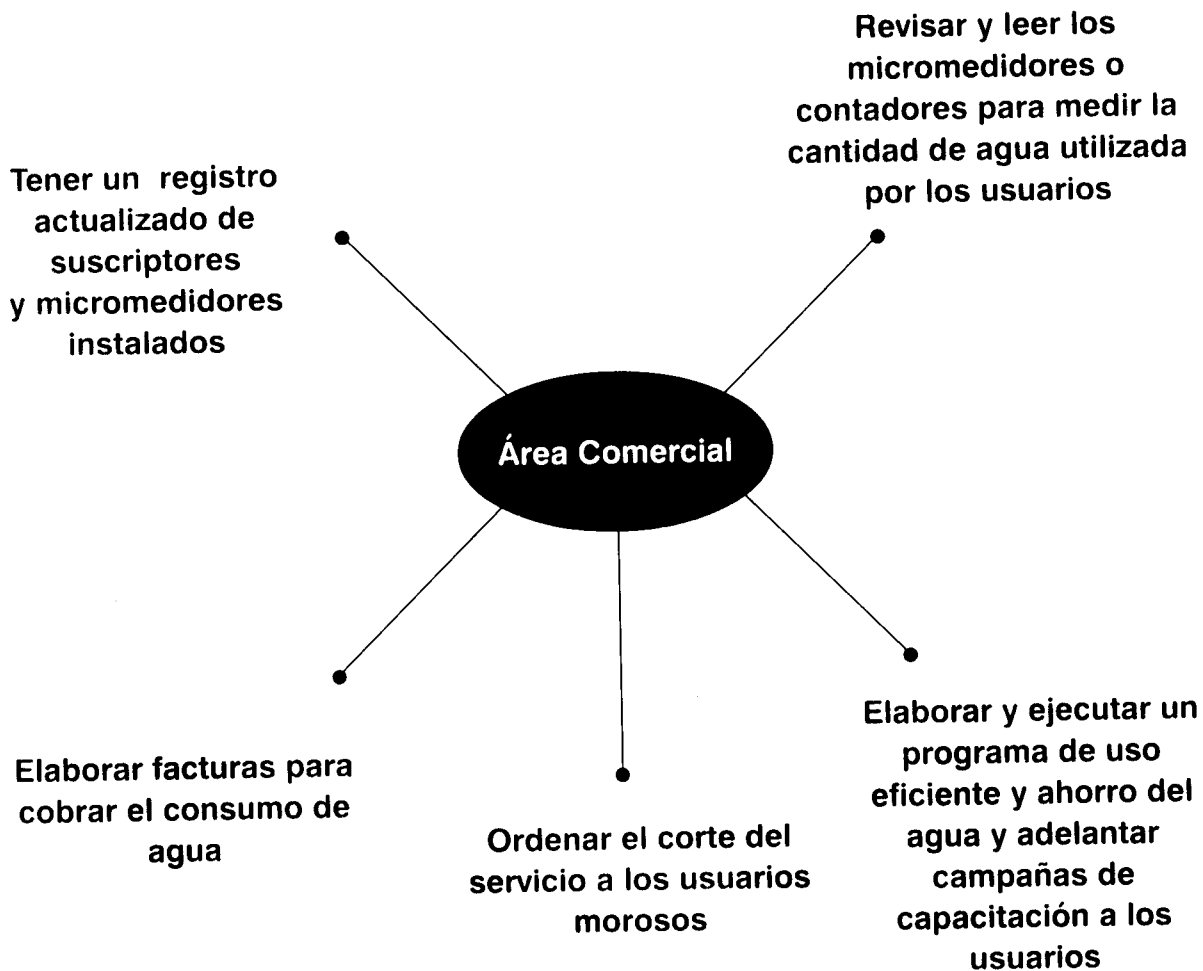 Revisar y leer los
micromedidores o
contadores para medir la
cantidad de agua utilizada
por los usuarios
Tener un registro
actualizado de
suscriptores
y micromedidores
instalados
Área Comercial
Elaborar facturas para
cobrar el consumo de
agua
Ordenar el corte del
servicio a los usuarios
morosos
Elaborar y ejecutar un
programa de uso
eficiente y ahorro del
agua y adelantar
campañas de
capacitación a los
usuarios